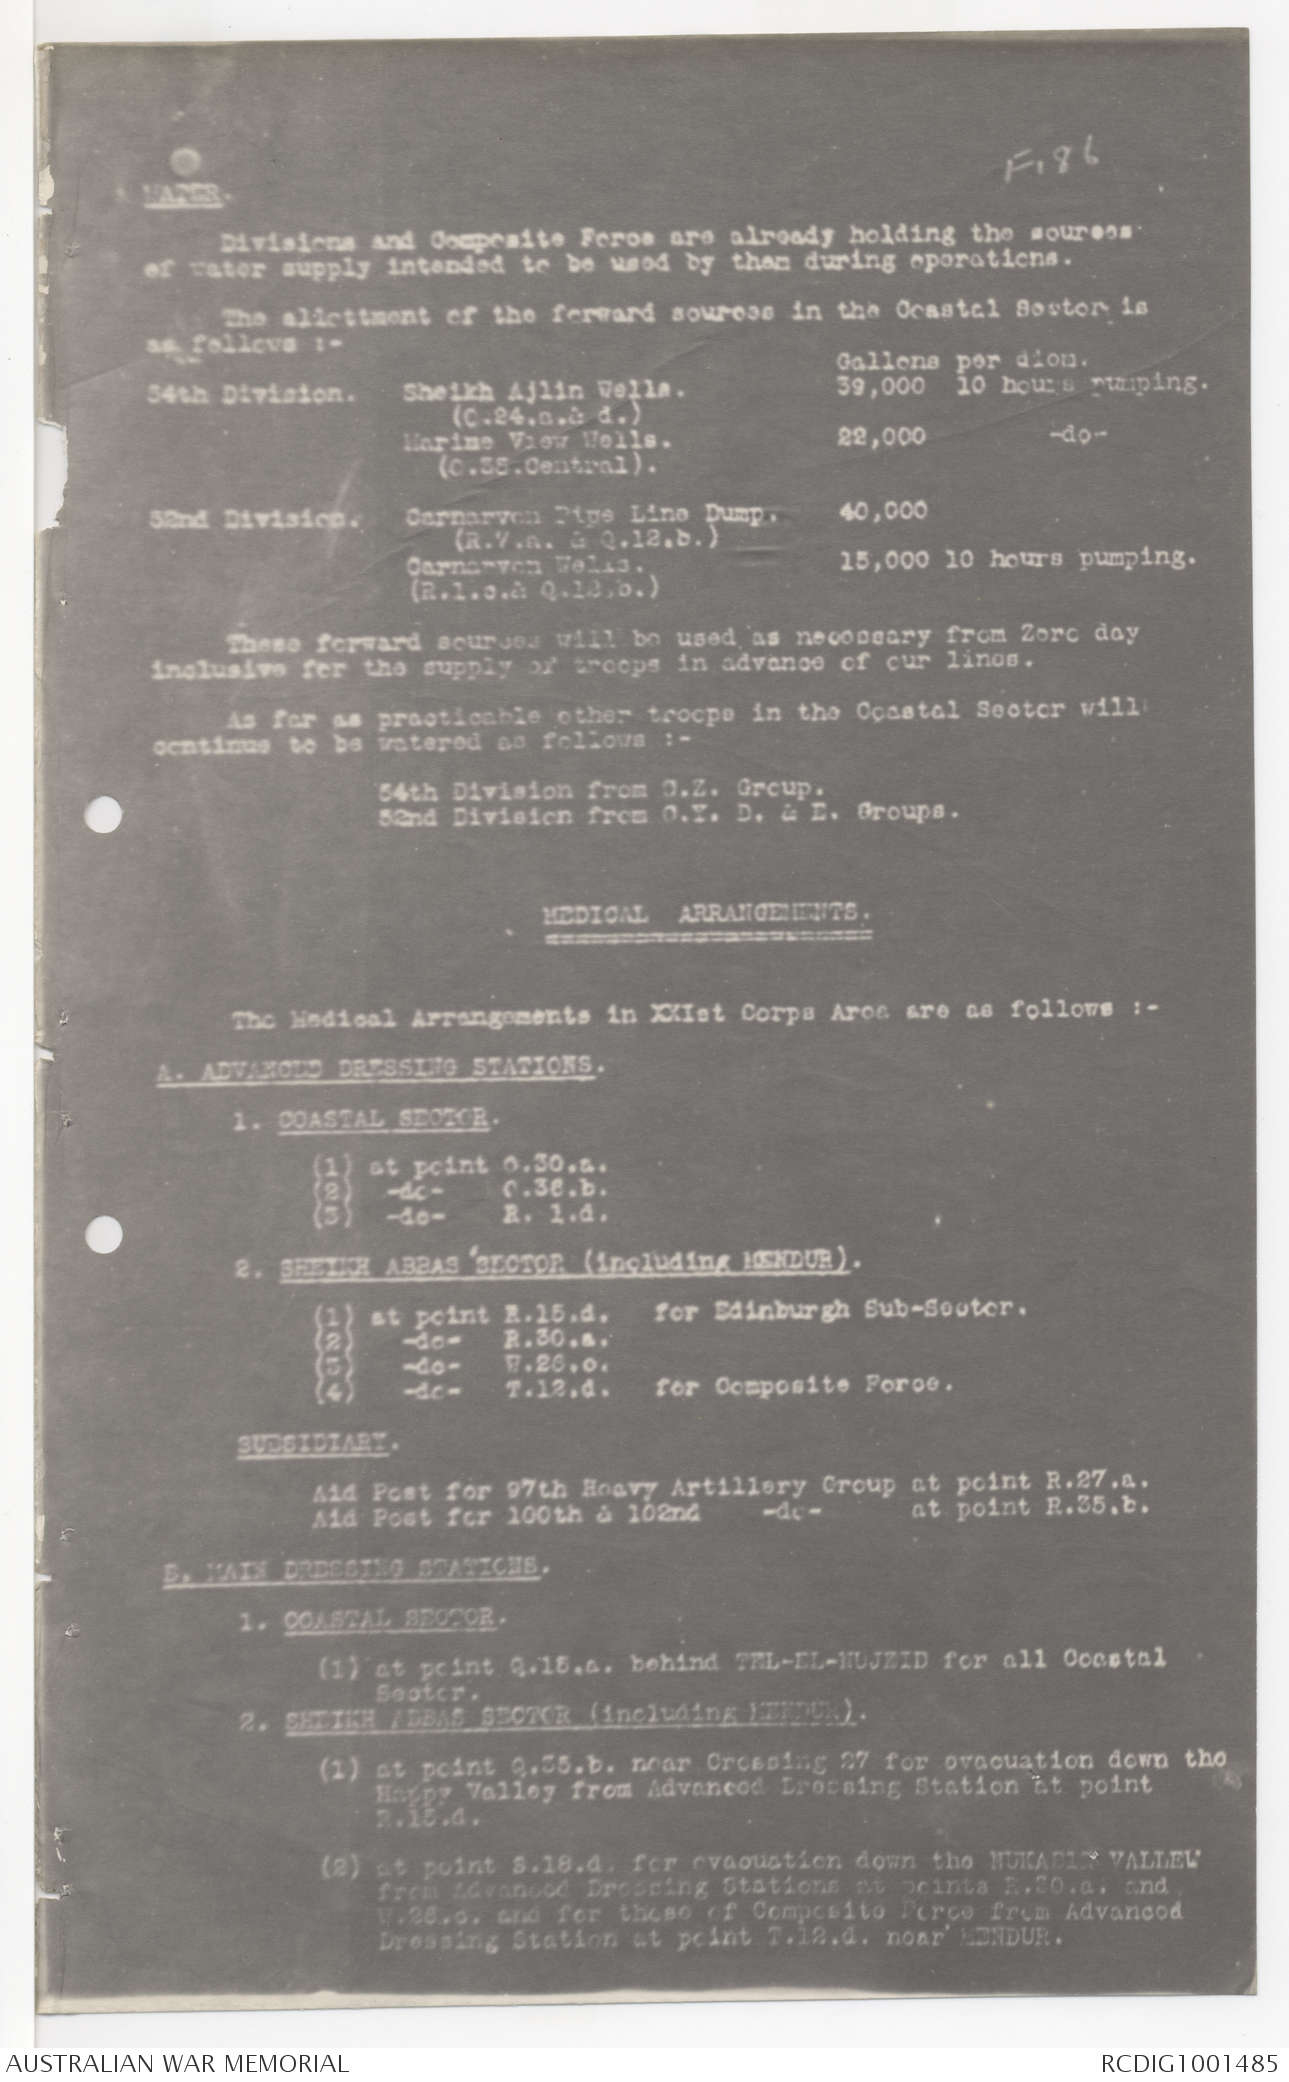 F.86
WATER.
Divisions and Composite Force are already holding the sources
of water supply intended to be used by them during operations.
The allottment of the forward sources in the Coastal Sector is
as follows :-
Gallons per diem.
54th Division. Sheikh Ajlin Wells. 39,000 10 hours pumping.
(Q.24.a.& d.)
Marine View Wells. 22,000 -do-
(Q.36.Central).
52nd Division. Carnarvon Pipe Line Dump. 40,000
(R.7.a. & Q.12.b.)
Carnarvon Wells. 15,000 10 hours pumping.
(R.1.c.& Q.12.b.)
These forward sources will be used as necessary from Zero day
inclusive for the supply of troops in advance of our lines.
As far as practicable other troops in the Coastal Sector will
continue to be watered as follows :-
54th Division from C.Z. Group.
52nd Division from C.Y. D. & E. Groups.
MEDICAL ARRANGEMENTS.
The Medical Arrangements in XXIst Corps Area are as follows :-
A. ADVANCED DRESSING STATIONS.
1. COASTAL SECTOR.
(1) at point Q.30.a.
(2) -do- Q.36.b.
(3) -do- R. 1.d.
2. SHEIKH ABBAS SECTOR (including MENDUR).
(1) at point R.15.d. for Edinburgh Sub-Sector.
(2) -do- R.30.a.
(3) -do- W.26.c.
(4) -do- T.12.d. for Composite Force.
SUBSIDIARY.
Aid Post for 97th Heavy Artillery Group at point R.27.a.
Aid Post for 100th & 102nd -do- at point R.35.b.
B. MAIN DRESSING STATIONS.
1. COASTAL SECTOR.
(1) at point Q.15.a. behind TEL-EL-NUJEID for all Coastal
Sector.
2. SHEIKH ABBAS SECTOR (including MENDUR).
(1) at point Q.35.b. near Crossing 27 for evacuation down the
Happy Valley from Advanced Dressing Station at point
R.15.d.
(2) at point S.18.d. for evacuation down the NUKABIR VALLEY
from Advanced Dressing Stations at points R.30.a. and
W.26.c. and for those of Composite Force from Advanced
Dressing Station at point T.12.d. near MENDUR.
AUSTRALIAN WAR MEMORIAL RCDIG1001485